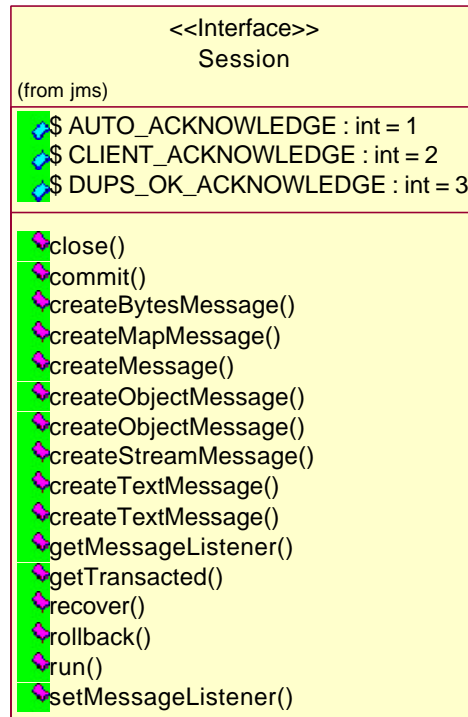 <<Interface>>
Session
(from jms)
$ AUTO_ACKNOWLEDGE : int = 1
$ CLIENT_ACKNOWLEDGE : int = 2
$ DUPS_OK_ACKNOWLEDGE : int = 3
close()
commit()
createBytesMessage()
createMapMessage()
createMessage()
createObjectMessage()
createObjectMessage()
createStreamMessage()
createTextMessage()
createTextMessage()
getMessageListener()
getTransacted()
recover()
rollback()
run()
setMessageListener()